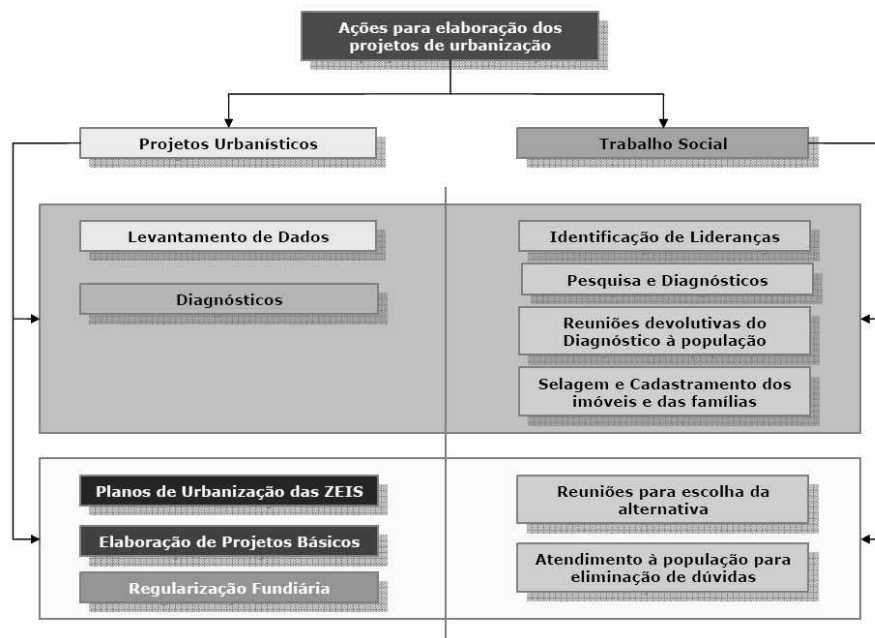 Ações para elaboração dos
projetos de urbanização
Projetos Urbanísticos
Trabalho Social
Levantamento de Dados
Diagnósticos
Identificação de Lideranças
Pesquisa e Diagnósticos
Reuniões devolutivas do
Diagnóstico à população
Selagem e Cadastramento dos
imóveis e das famílias
Planos de Urbanização das ZEIS
Elaboração de Projetos Básicos
Regularização Fundiária
Reuniões para escolha da
alternativa
Atendimento à população para
eliminação de dúvidas